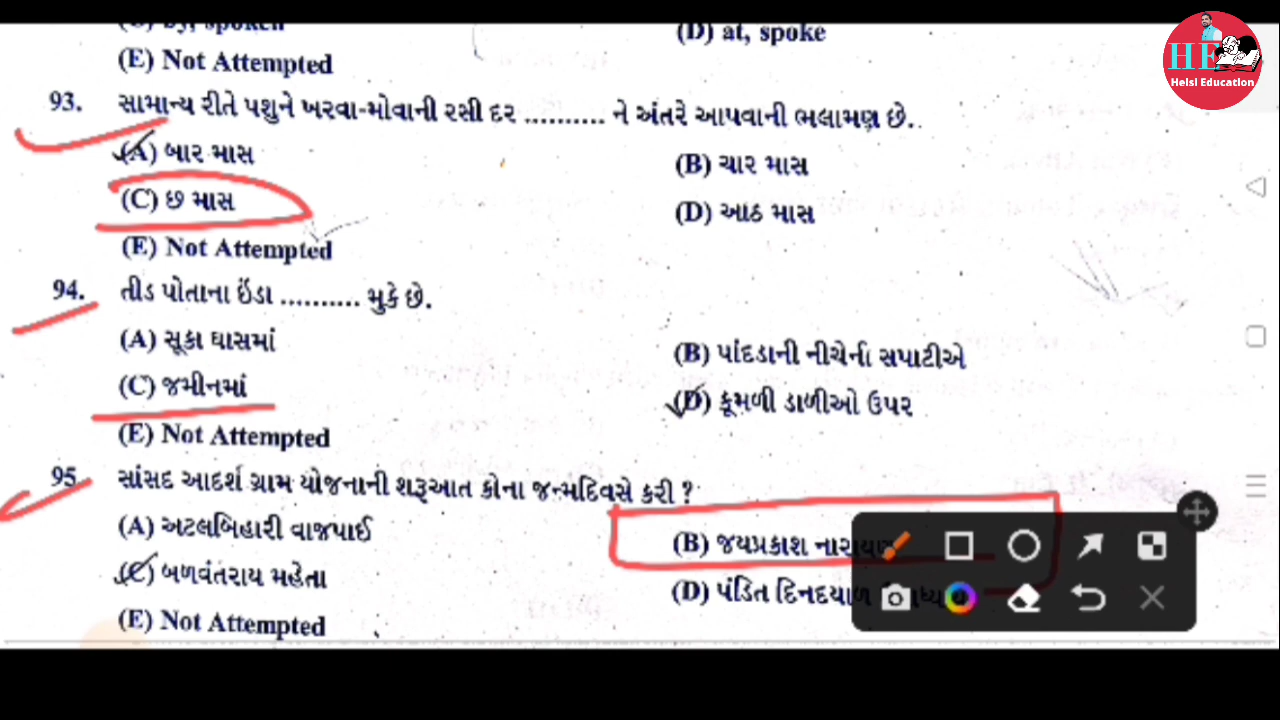 (D) at, spoke
(E) Not Attempted
HE
Helsi Education
93. સામાન્ય રીતે પશુને ખરવા-મોવાની રસી દર .......... ને અંતરે આપવાની ભલામણ છે.
(A) બાર માસ
(B) ચાર માસ
(C) છ માસ
(D) આઠ માસ
(E) Not Attempted
94. તીડ પોતાના ઈંડા .......... મુકે છે.
(A) સૂકા ઘાસમાં
(B) પાંદડાની નીચેની સપાટીએ
(C) જમીનમાં
(D) કૂમળી ડાળીઓ ઉપર
(E) Not Attempted
95. સાંસદ આદર્શ ગ્રામ યોજનાની શરૂઆત કોના જન્મદિવસે કરી ?
(A) અટલબિહારી વાજપાઈ
(B) જયપ્રકાશ નારાયણ
(C) બળવંતરાય મહેતા
(D) પંડિત દિનદયાળ
(E) Not Attempted